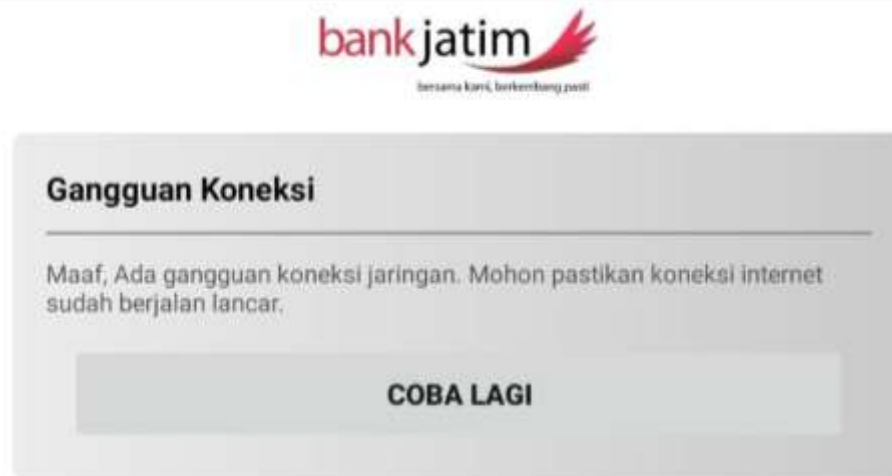 bank jatim
bersama kami, berkembang pasti
Gangguan Koneksi
Maaf, Ada gangguan koneksi jaringan. Mohon pastikan koneksi internet
sudah berjalan lancar.
COBA LAGI